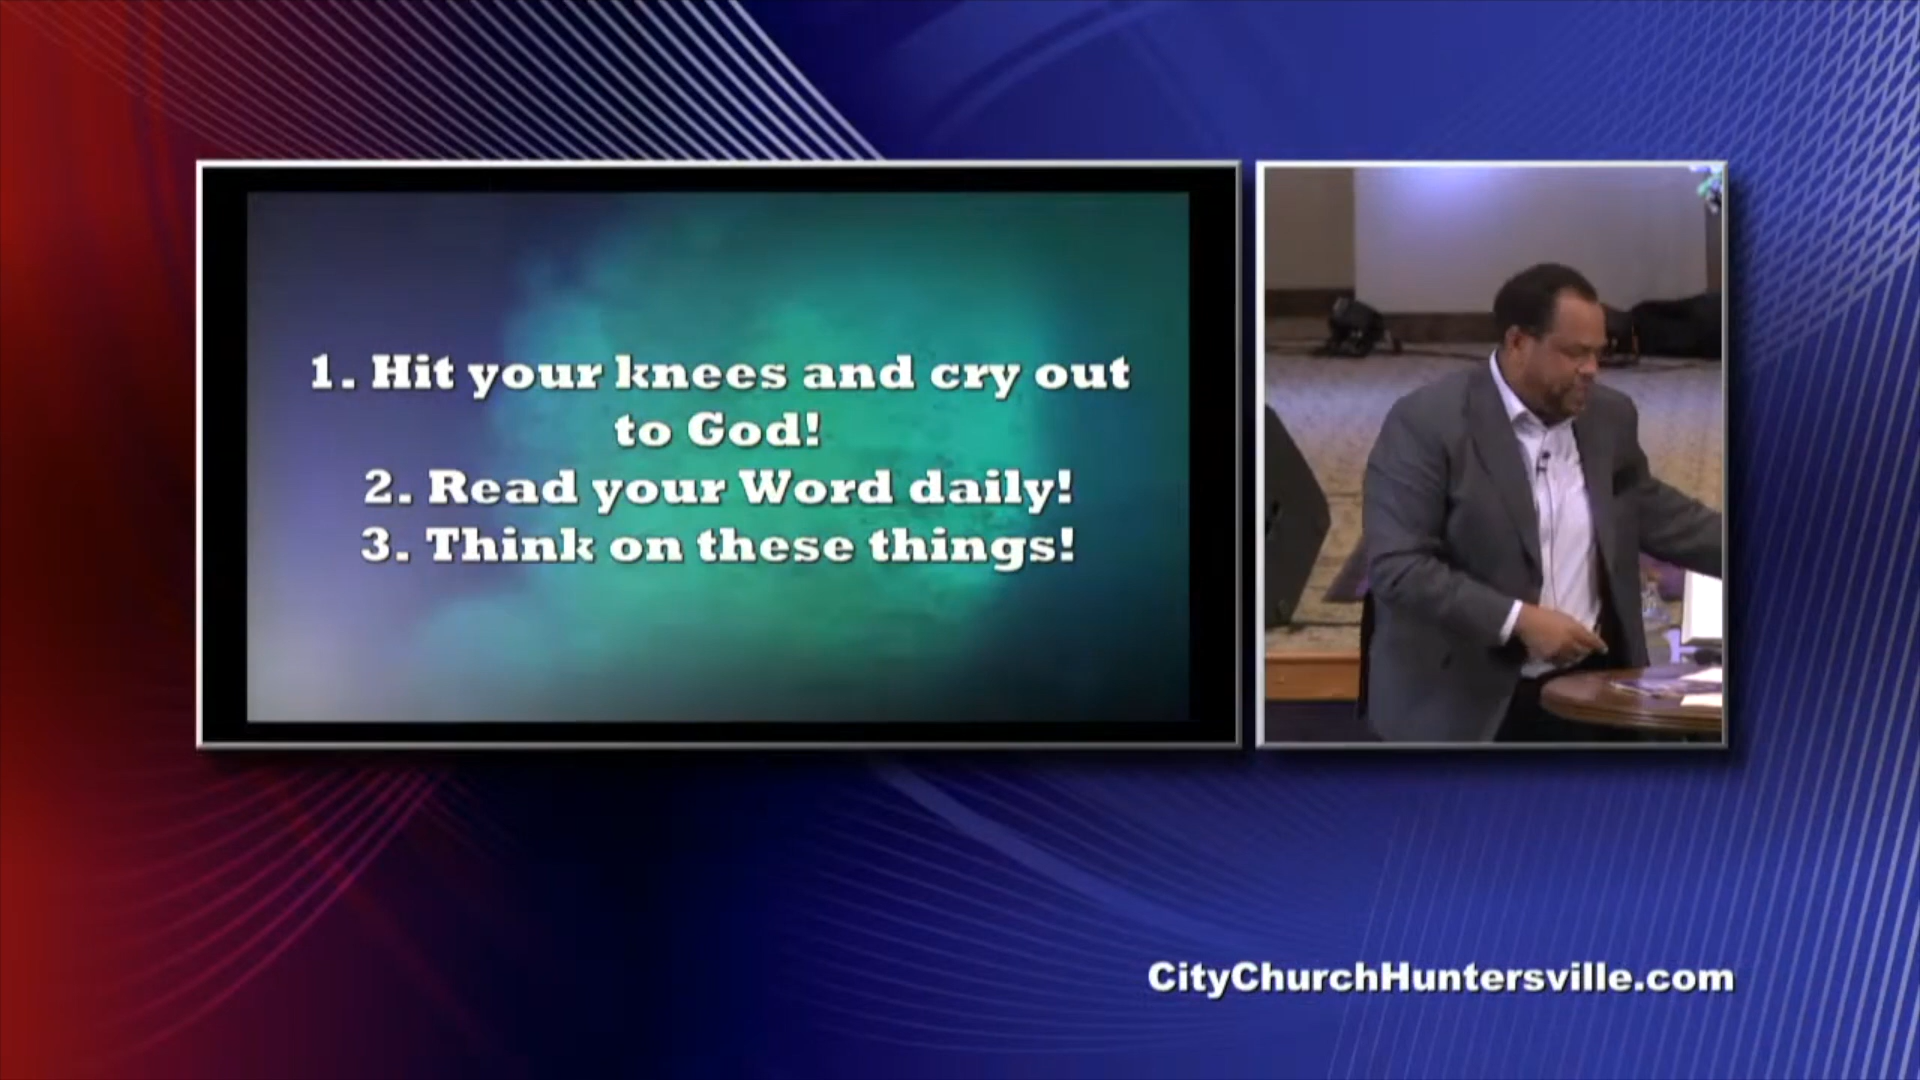 1. Hit your knees and cry out
to God!
2. Read your Word daily!
3. Think on these things!
CityChurchHuntersville.com